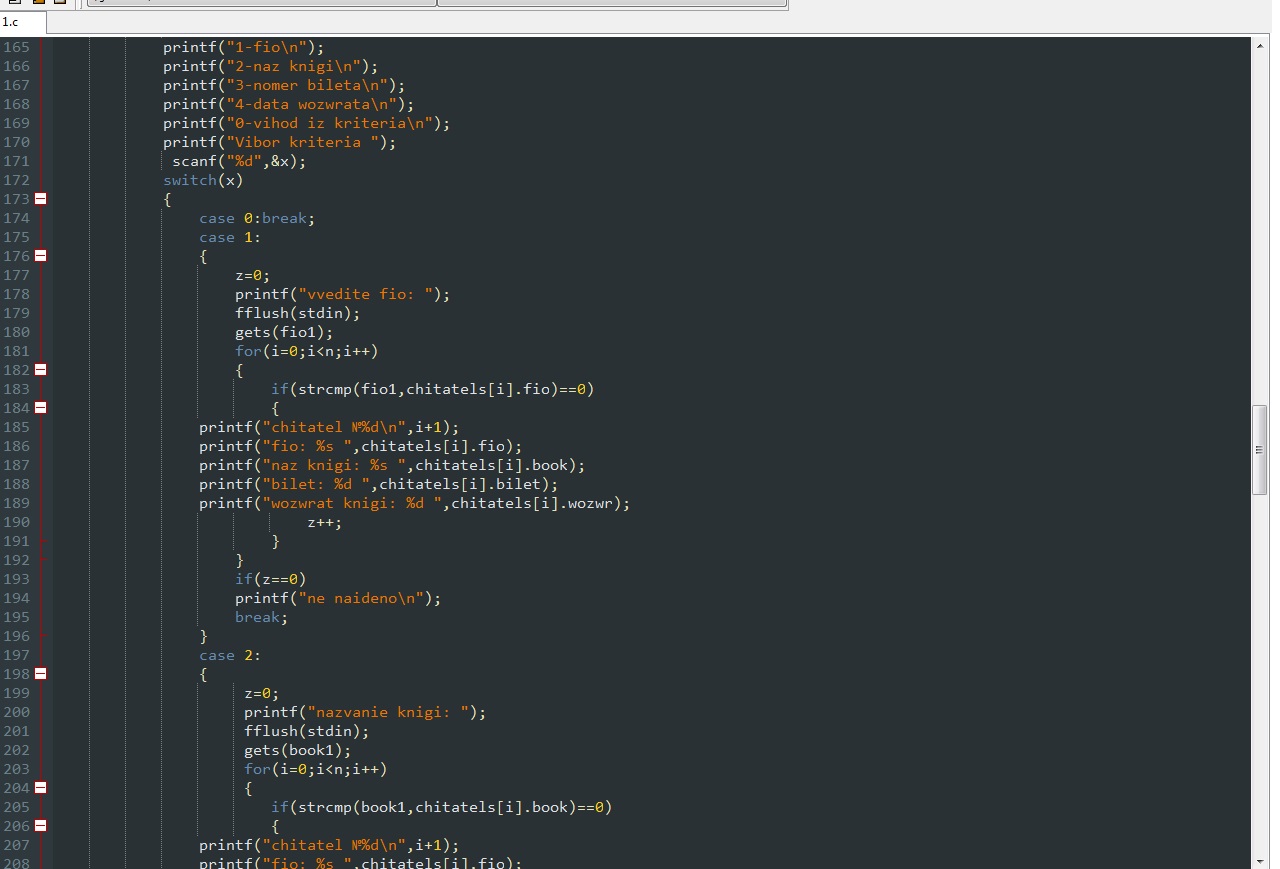 1.c
165 printf("1-fio\n");
166 printf("2-naz knigi\n");
167 printf("3-nomer bileta\n");
168 printf("4-data wozwrata\n");
169 printf("0-vihod iz kriteria\n");
170 printf("Vibor kriteria ");
171 scanf("%d",&x);
172 switch(x)
173 {
174 case 0:break;
175 case 1:
176 {
177 z=0;
178 printf("vvedite fio: ");
179 fflush(stdin);
180 gets(fio1);
181 for(i=0;i<n;i++)
182 {
183 if(strcmp(fio1,chitatels[i].fio)==0)
184 {
185 printf("chitatel №%d\n",i+1);
186 printf("fio: %s ",chitatels[i].fio);
187 printf("naz knigi: %s ",chitatels[i].book);
188 printf("bilet: %d ",chitatels[i].bilet);
189 printf("wozwrat knigi: %d ",chitatels[i].wozwr);
190 z++;
191 }
192 }
193 if(z==0)
194 printf("ne naideno\n");
195 break;
196 }
197 case 2:
198 {
199 z=0;
200 printf("nazvanie knigi: ");
201 fflush(stdin);
202 gets(book1);
203 for(i=0;i<n;i++)
204 {
205 if(strcmp(book1,chitatels[i].book)==0)
206 {
207 printf("chitatel №%d\n",i+1);
208 printf("fio: %s ",chitatels[i].fio);